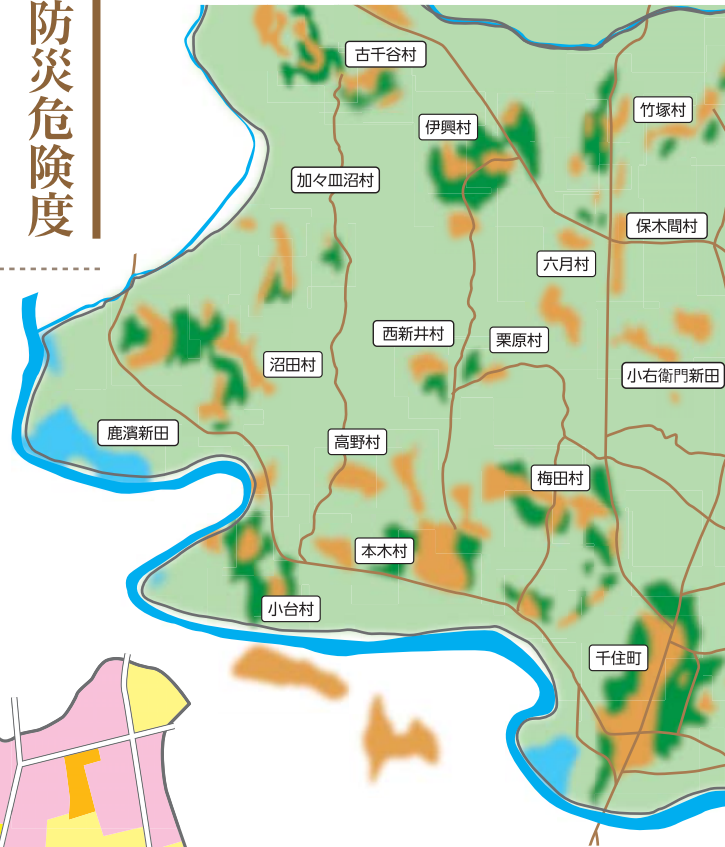 防災危険度
古千谷村
伊興村
竹塚村
加々皿沼村
保木間村
六月村
西新井村
栗原村
沼田村
小右衛門新田
鹿濱新田
高野村
梅田村
本木村
小台村
千住町